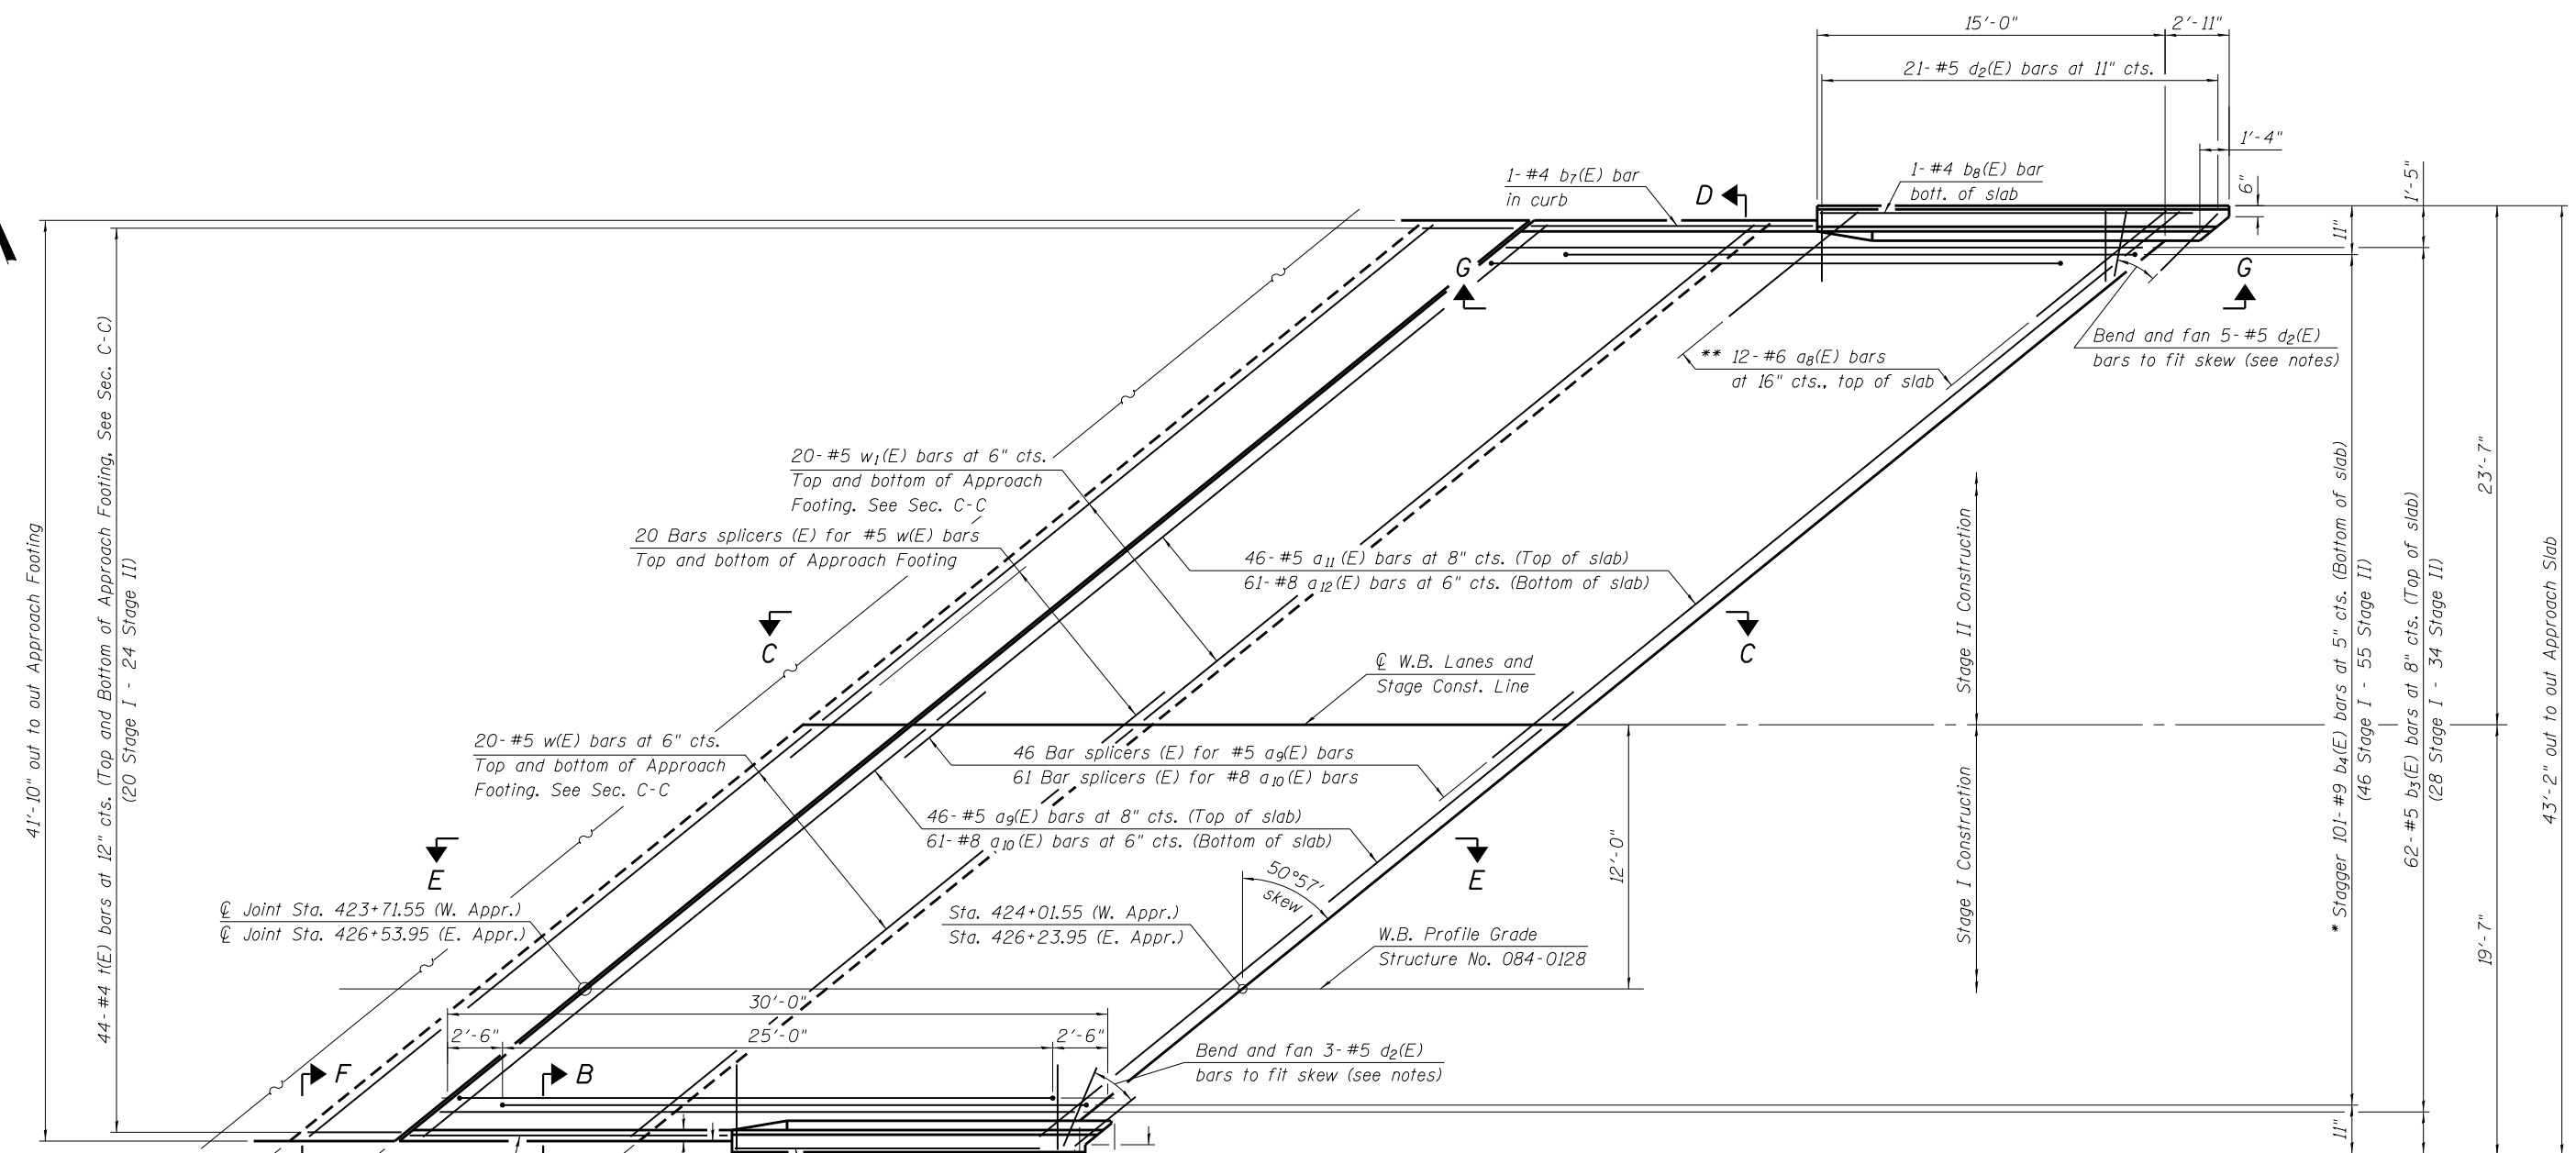 15'-0"
2'-11"
21-#5 d2(E) bars at 11" cts.
1'-4"
1-#4 b7(E) bar
in curb
D
1-#4 b8(E) bar
bott. of slab
6"
1'-5"
11"
G
G
Bend and fan 5-#5 d2(E)
bars to fit skew (see notes)
** 12-#6 a8(E) bars
at 16" cts., top of slab
20-#5 w1(E) bars at 6" cts.
Top and bottom of Approach
Footing. See Sec. C-C
20 Bars splicers (E) for #5 w(E) bars
Top and bottom of Approach Footing
46-#5 a11(E) bars at 8" cts. (Top of slab)
61-#8 a12(E) bars at 6" cts. (Bottom of slab)
C
C
℄ W.B. Lanes and
Stage Const. Line
Stage II Construction
Stage I Construction
20-#5 w(E) bars at 6" cts.
Top and bottom of Approach
Footing. See Sec. C-C
46 Bar splicers (E) for #5 a9(E) bars
61 Bar splicers (E) for #8 a10(E) bars
46-#5 a9(E) bars at 8" cts. (Top of slab)
61-#8 a10(E) bars at 6" cts. (Bottom of slab)
12'-0"
E
E
50°57'
skew
℄ Joint Sta. 423+71.55 (W. Appr.)
℄ Joint Sta. 426+53.95 (E. Appr.)
Sta. 424+01.55 (W. Appr.)
Sta. 426+23.95 (E. Appr.)
W.B. Profile Grade
Structure No. 084-0128
30'-0"
2'-6"
25'-0"
2'-6"
F
B
Bend and fan 3-#5 d2(E)
bars to fit skew (see notes)
41'-10" out to out Approach Footing
44-#4 t(E) bars at 12" cts. (Top and Bottom of Approach Footing, See Sec. C-C)
(20 Stage I - 24 Stage II)
* Stagger 101-#9 b4(E) bars at 5" cts. (Bottom of slab)
(46 Stage I - 55 Stage II)
62-#5 b3(E) bars at 8" cts. (Top of slab)
(28 Stage I - 34 Stage II)
23'-7"
19'-7"
43'-2" out to out Approach Slab
11"